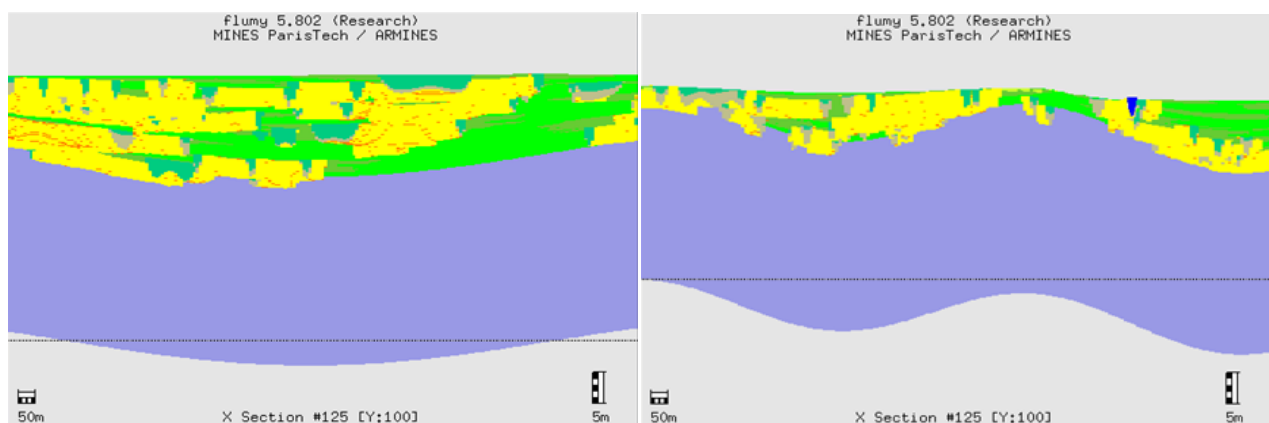 flumy 5.802 (Research)
MINES ParisTech / ARMINES
50m
X Section #125 [Y:100]
5m
flumy 5.802 (Research)
MINES ParisTech / ARMINES
50m
X Section #125 [Y:100]
5m